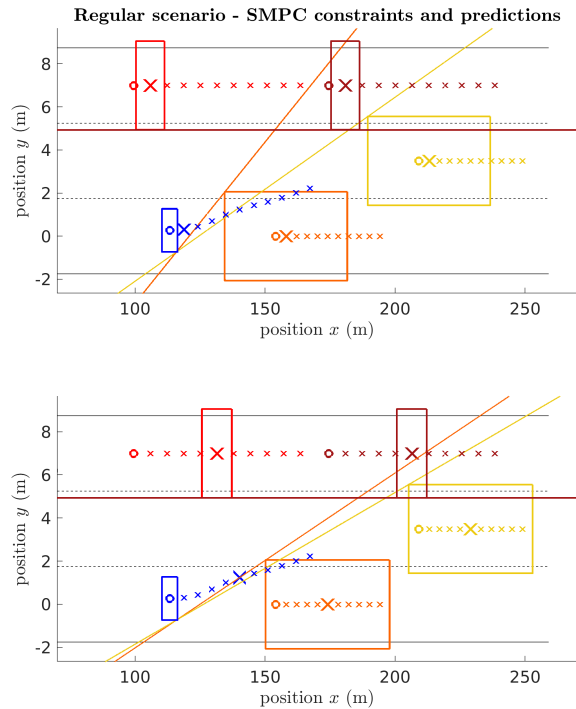 Regular scenario - SMPC constraints and predictions
8
6
4
2
0
-2
position y (m)
100 150 200 250
position x (m)
8
6
4
2
0
-2
position y (m)
100 150 200 250
position x (m)